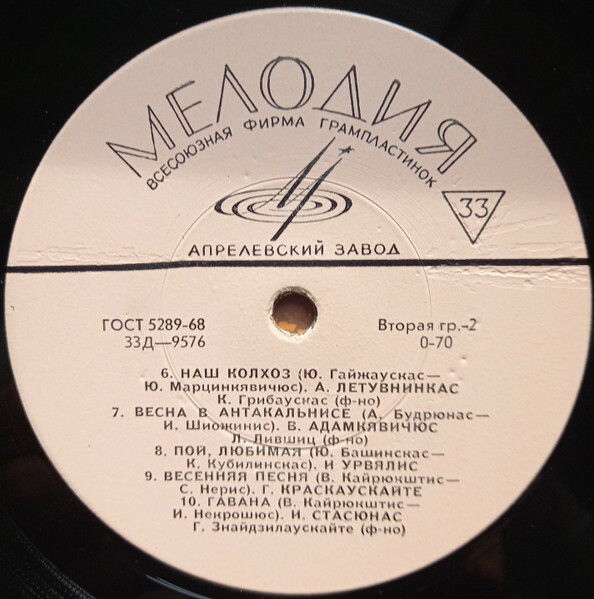 МЕЛОДИЯ
ВСЕСОЮЗНАЯ ФИРМА ГРАМПЛАСТИНОК
33
АПРЕЛЕВСКИЙ ЗАВОД
ГОСТ 5289-68
33Д—9576
Вторая гр.-2
0-70
6. НАШ КОЛХОЗ (Ю. Гайжаускас—
Ю. Марцинкявичюс). А. ЛЕТУВНИНКАС
К. Грибаускас (ф-но)
7. ВЕСНА В АНТАКАЛЬНИСЕ (А. Будрюнас—
И. Шиожинис). В. АДАМКЯВИЧЮС
Л. Лившиц (ф-но)
8. ПОЙ, ЛЮБИМАЯ (Ю. Башинскас—
К. Кубилинскас). И УРВЯЛИС
9. ВЕСЕННЯЯ ПЕСНЯ (В. Кайрюкштис—
С. Нерис). Г. КРАСКАУСКАЙТЕ
10. ГАВАНА (В. Кайрюкштис—
И. Некрошюс). И. СТАСЮНАС
Г. Знайдзилаускайте (ф-но)